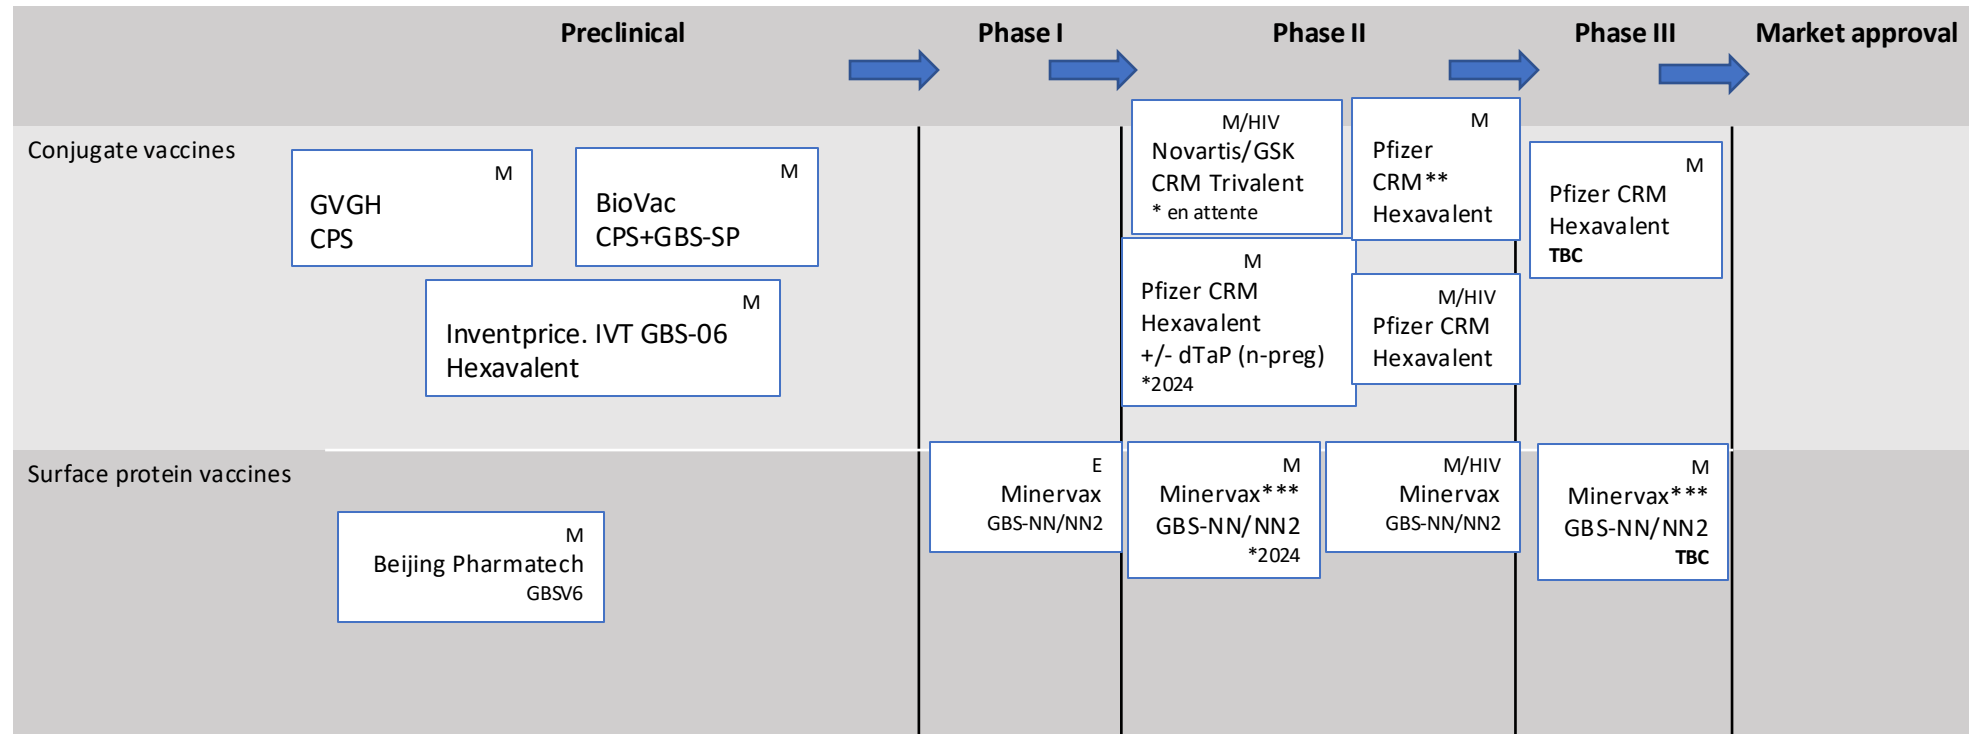 Preclinical
Phase I
Phase II
Phase III
Market approval
Conjugate vaccines
M
GVGH
CPS
M
BioVac
CPS+GBS-SP
M
Inventprice. IVT GBS-06
Hexavalent
M/HIV
Novartis/GSK
CRM Trivalent
* en attente
M
Pfizer
CRM**
Hexavalent
M
Pfizer CRM
Hexavalent
+/- dTaP (n-preg)
*2024
M/HIV
Pfizer CRM
Hexavalent
M
Pfizer CRM
Hexavalent
TBC
Surface protein vaccines
M
Beijing Pharmatech
GBSV6
E
Minervax
GBS-NN/NN2
M
Minervax***
GBS-NN/NN2
*2024
M/HIV
Minervax
GBS-NN/NN2
M
Minervax***
GBS-NN/NN2
TBC